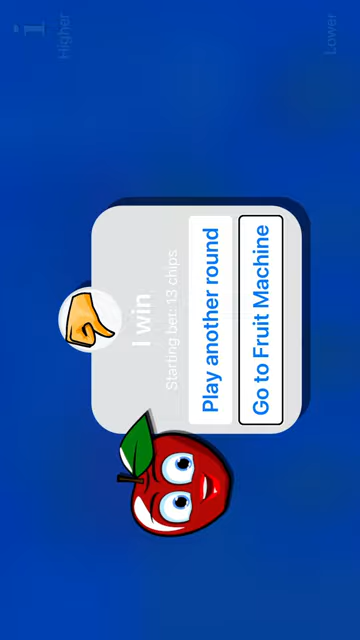 i
Higher
Lower
I win
Starting bet: 13 chips
Play another round
Go to Fruit Machine